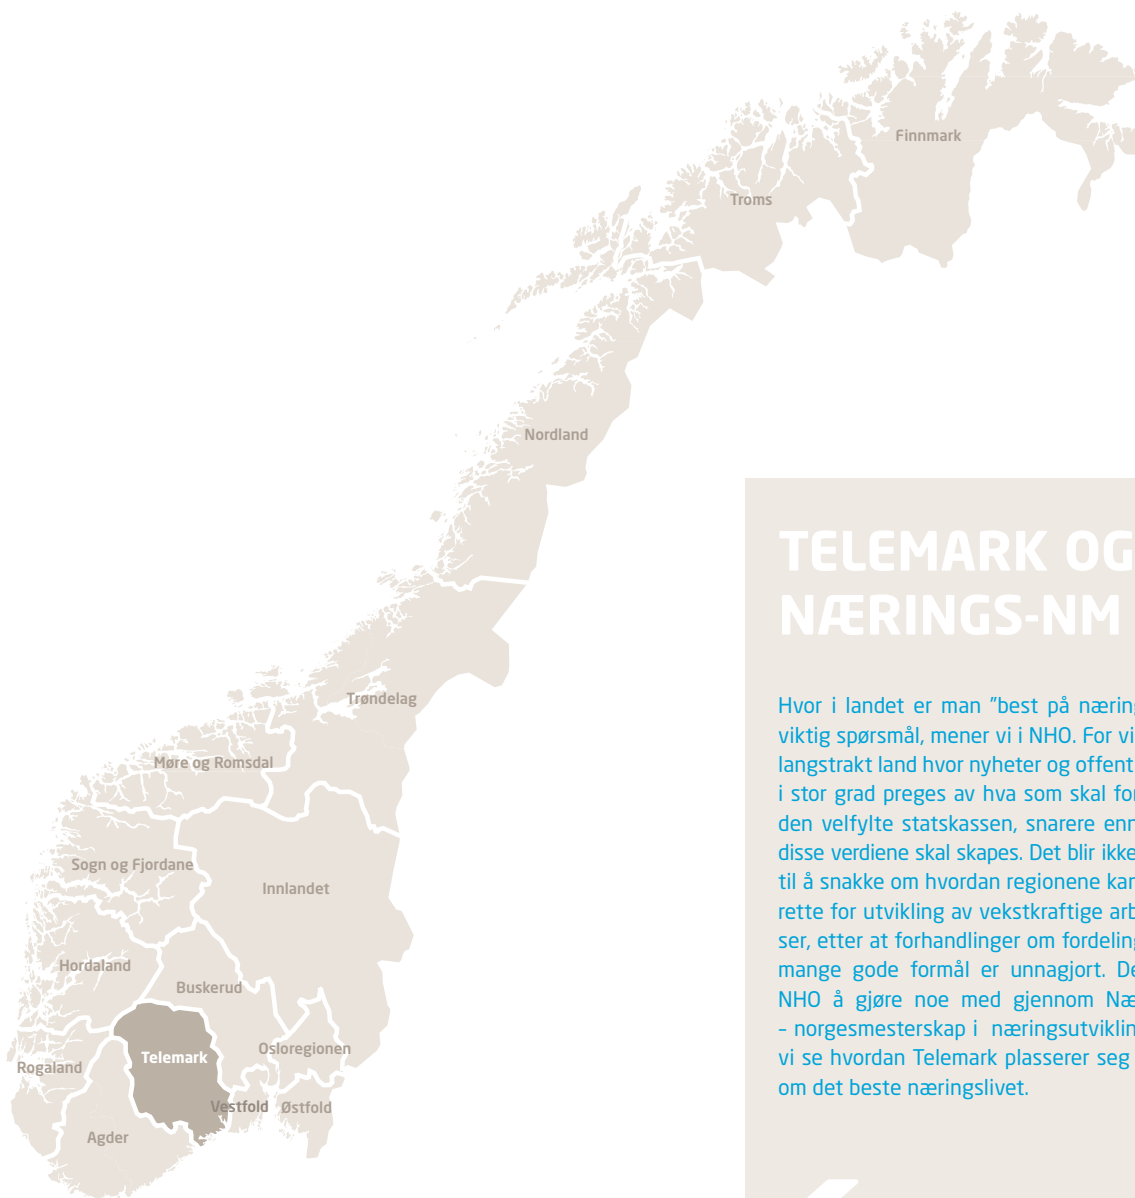 Finnmark
Troms
Nordland
Trøndelag
Møre og Romsdal
Sogn og Fjordane
Innlandet
Hordaland
Buskerud
Telemark
Osloregionen
Rogaland
Vestfold
Østfold
Agder
TELEMARK OG
NÆRINGS-NM
Hvor i landet er man "best på næring
viktig spørsmål, mener vi i NHO. For vi
langstrakt land hvor nyheter og offent
i stor grad preges av hva som skal for
den velfylte statskassen, snarere enn
disse verdiene skal skapes. Det blir ikke
til å snakke om hvordan regionene kan
rette for utvikling av vekstkraftige arb
ser, etter at forhandlinger om fordeling
mange gode formål er unnagjort. De
NHO å gjøre noe med gjennom Næ
– norgesmesterskap i næringsutviklin
vi se hvordan Telemark plasserer seg
om det beste næringslivet.